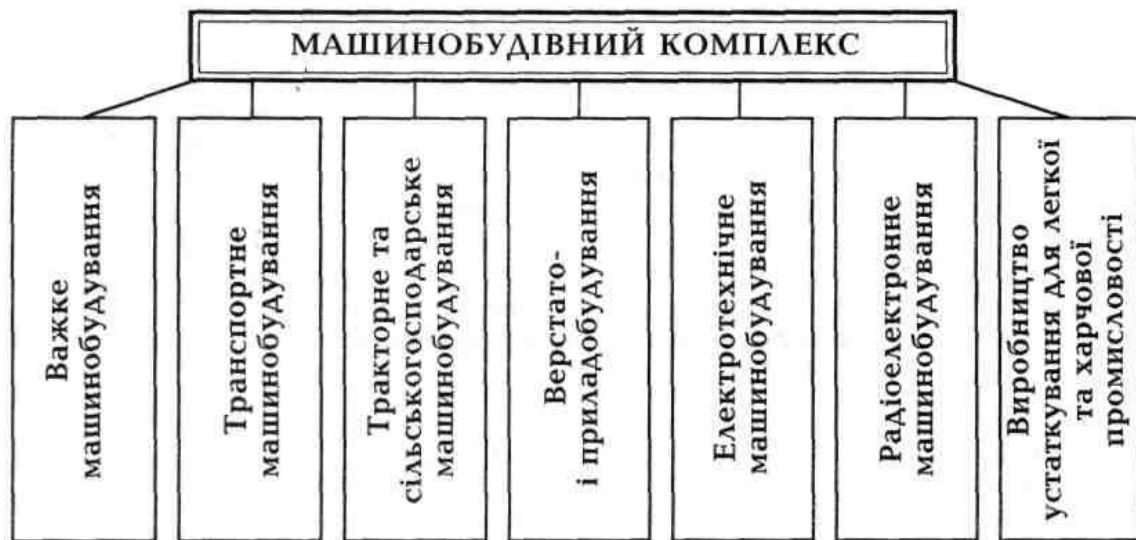 МАШИНОБУДІВНИЙ КОМПЛЕКС
Важке
машинобудування
Транспортне
машинобудування
Тракторне та
сільськогосподарське
машинобудування
Верстато-
і приладобудування
Електротехнічне
машинобудування
Радіоелектронне
машинобудування
Виробництво
устаткування для легкої
та харчової
промисловості